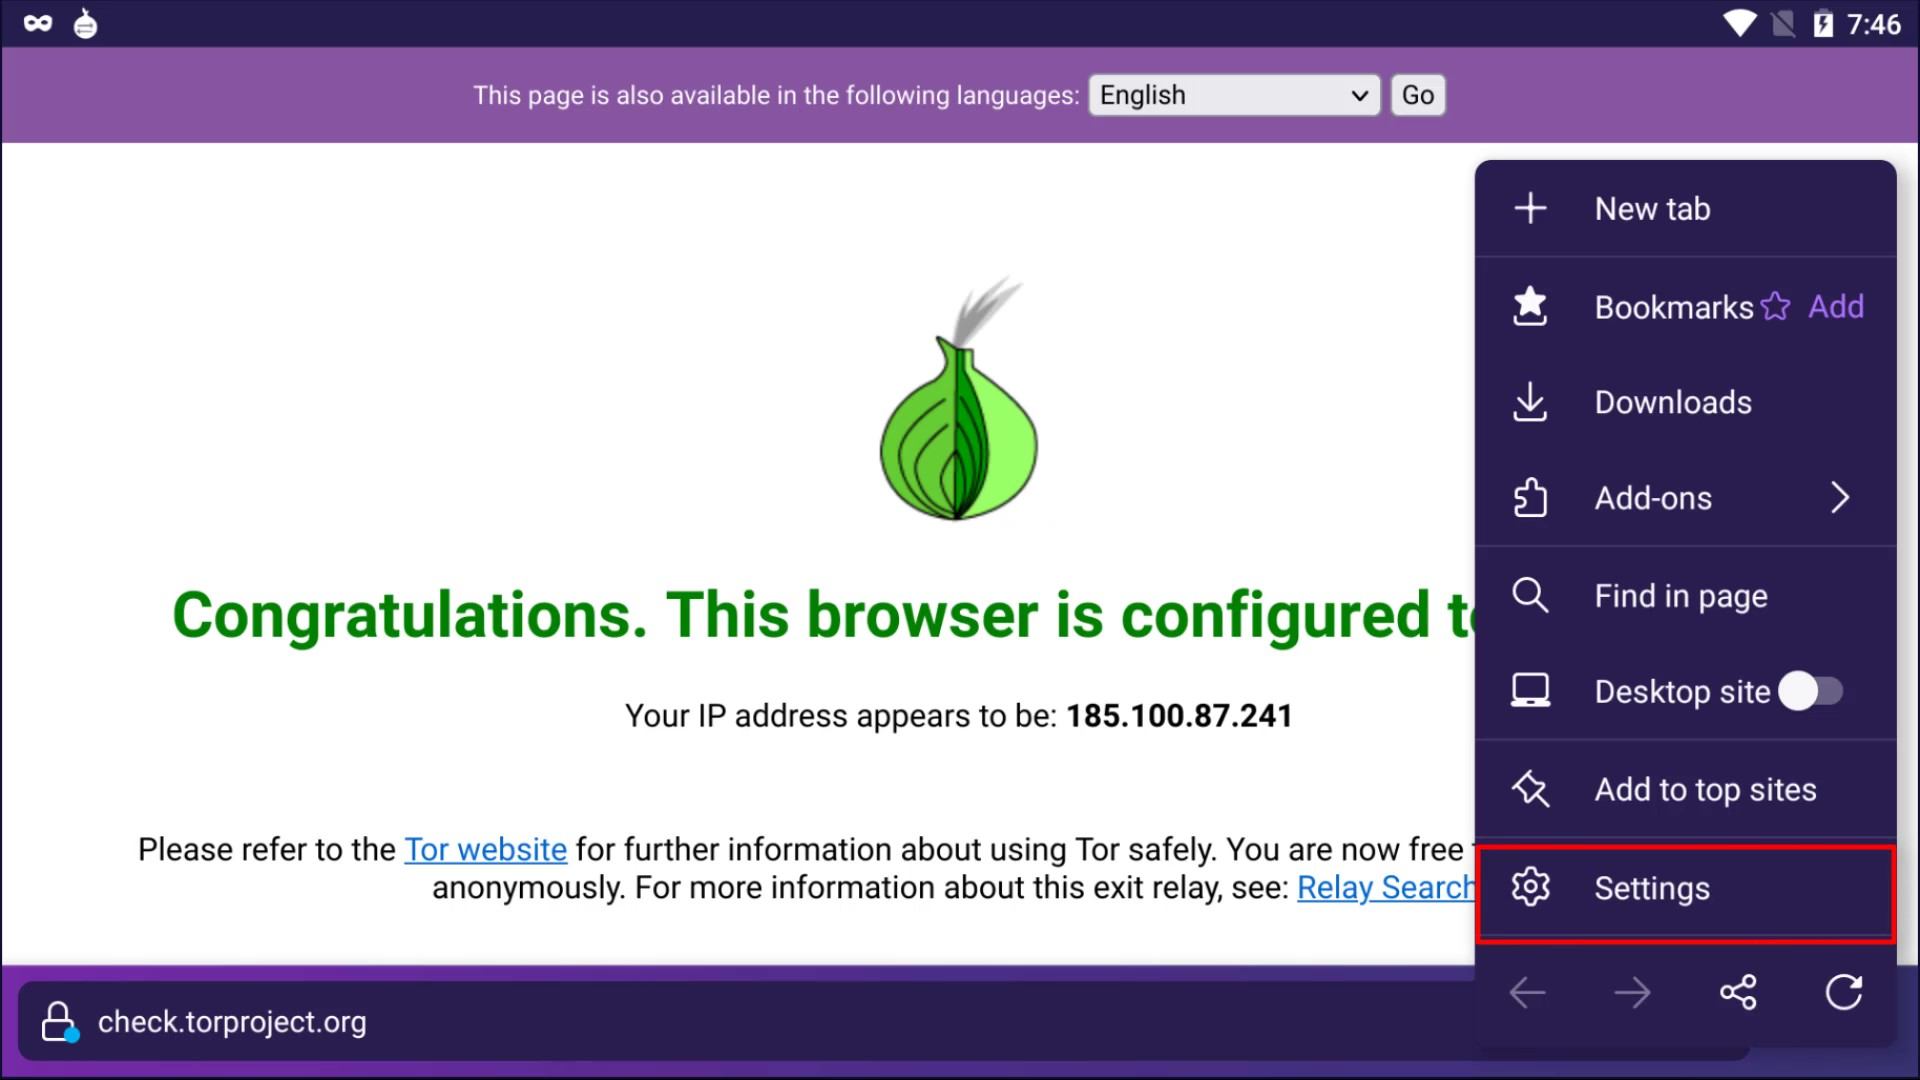 7:46
This page is also available in the following languages: English Go
New tab
Bookmarks Add
Downloads
Add-ons
Find in page
Desktop site
Add to top sites
Settings
Congratulations. This browser is configured
Your IP address appears to be: 185.100.87.241
Please refer to the Tor website for further information about using Tor safely. You are now free
anonymously. For more information about this exit relay, see: Relay Search
check.torproject.org